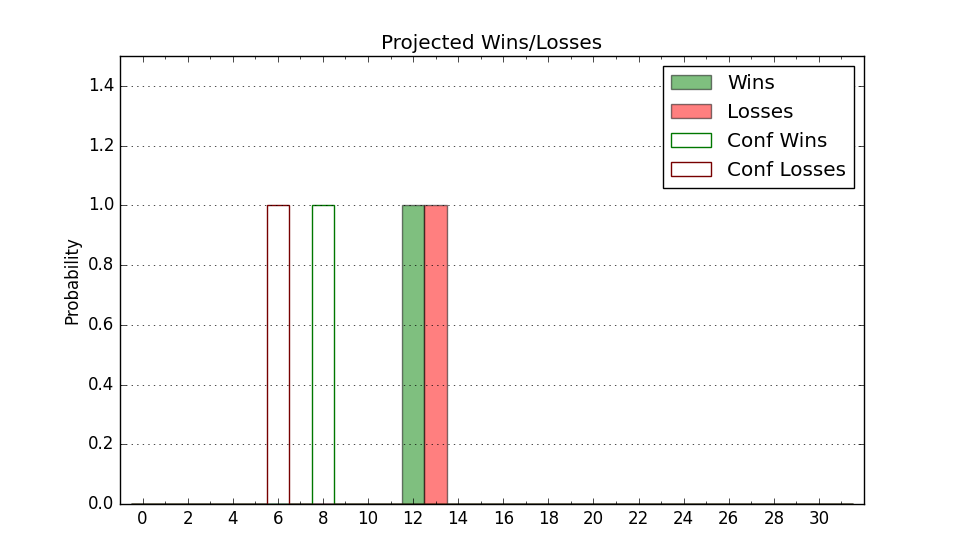 Projected Wins/Losses
Wins
Losses
Conf Wins
Conf Losses
Probability
1.4
1.2
1.0
0.8
0.6
0.4
0.2
0.0
0 2 4 6 8 10 12 14 16 18 20 22 24 26 28 30